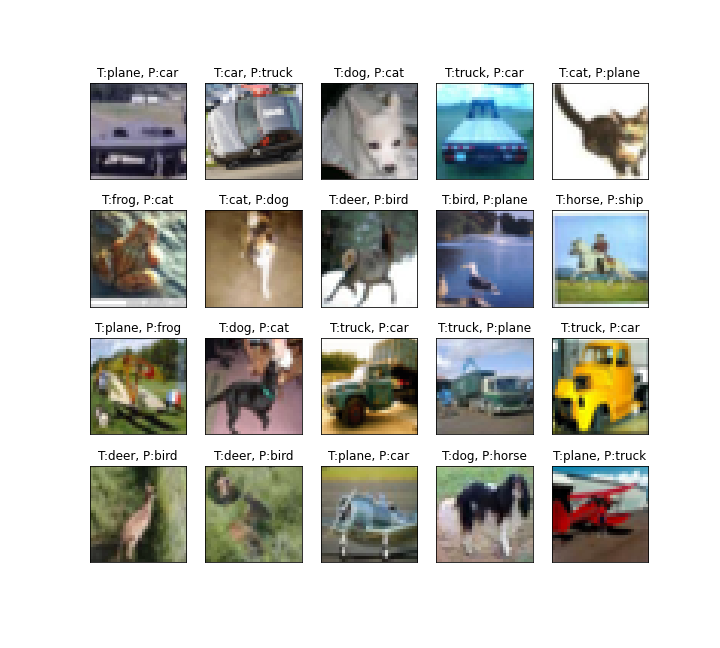 T:plane, P:car T:car, P:truck T:dog, P:cat T:truck, P:car T:cat, P:plane
T:frog, P:cat T:cat, P:dog T:deer, P:bird T:bird, P:plane T:horse, P:ship
T:plane, P:frog T:dog, P:cat T:truck, P:car T:truck, P:plane T:truck, P:car
T:deer, P:bird T:deer, P:bird T:plane, P:car T:dog, P:horse T:plane, P:truck